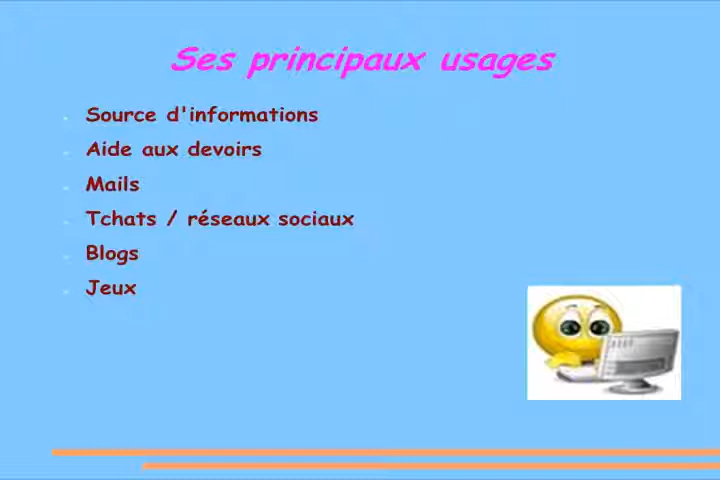 Ses principaux usages
Source d'informations
Aide aux devoirs
Mails
Tchats / réseaux sociaux
Blogs
Jeux